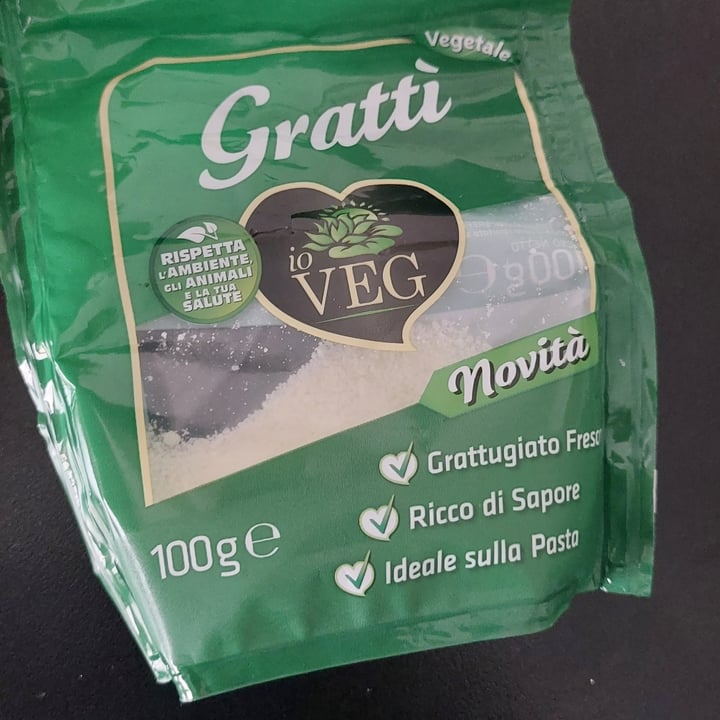 Vegetale
Grattì
RISPETTA
L'AMBIENTE,
GLI ANIMALI
E LA TUA
SALUTE
io
VEG
100g
Novità
Grattugiato
Ricco di Sapore
Ideale sulla Pasta
100g e